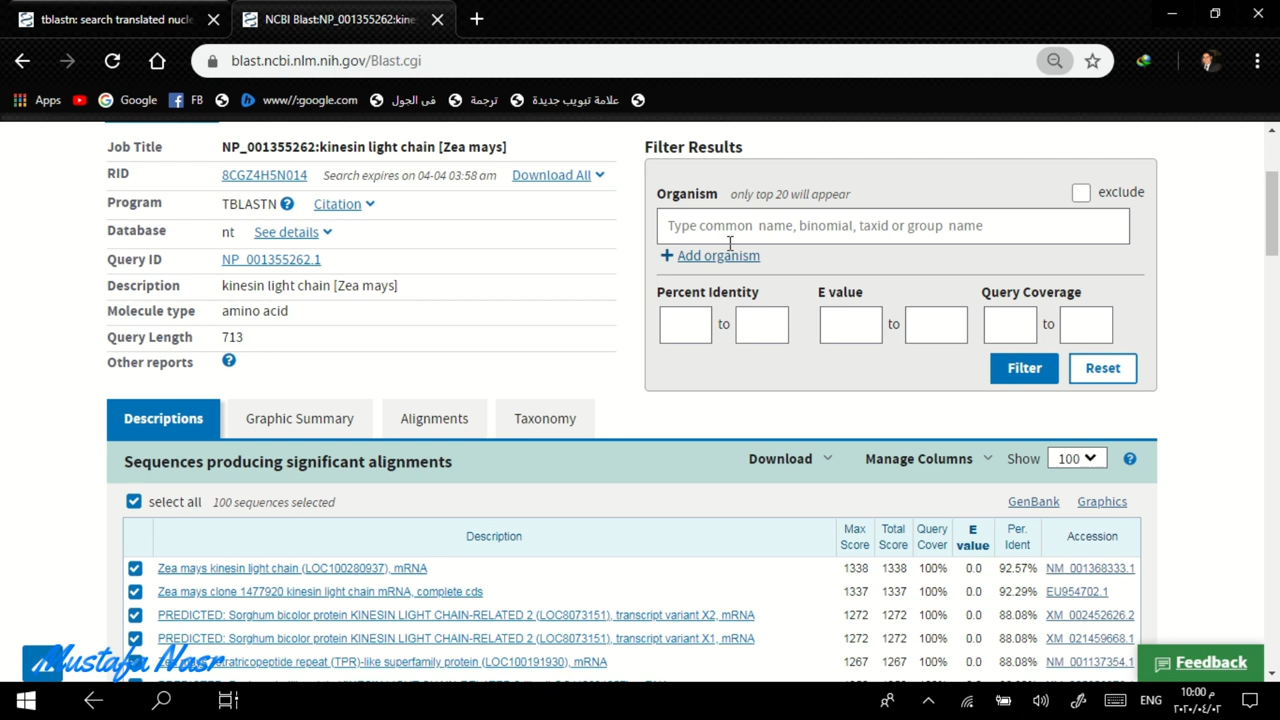 tblastn: search translated nucle
NCBI Blast:NP_001355262:kine
blast.ncbi.nlm.nih.gov/Blast.cgi
Apps Google FB www//:google.com فى الجول ترجمة علامة تبويب جديدة
Job Title NP_001355262:kinesin light chain [Zea mays]
RID 8CGZ4H5N014 Search expires on 04-04 03:58 am Download All
Program TBLASTN Citation
Database nt See details
Query ID NP_001355262.1
Description kinesin light chain [Zea mays]
Molecule type amino acid
Query Length 713
Other reports
Filter Results
Organism only top 20 will appear exclude
Type common name, binomial, taxid or group name
+ Add organism
Percent Identity E value Query Coverage
to to to
Filter Reset
Descriptions Graphic Summary Alignments Taxonomy
Sequences producing significant alignments Download Manage Columns Show 100
select all 100 sequences selected GenBank Graphics
Description Max Score Total Score Query Cover E value Per. Ident Accession
Zea mays kinesin light chain (LOC100280937), mRNA 1338 1338 100% 0.0 92.57% NM_001368333.1
Zea mays clone 1477920 kinesin light chain mRNA, complete cds 1337 1337 100% 0.0 92.29% EU954702.1
PREDICTED: Sorghum bicolor protein KINESIN LIGHT CHAIN-RELATED 2 (LOC8073151), transcript variant X2, mRNA 1272 1272 100% 0.0 88.08% XM_002452626.2
PREDICTED: Sorghum bicolor protein KINESIN LIGHT CHAIN-RELATED 2 (LOC8073151), transcript variant X1, mRNA 1272 1272 100% 0.0 88.08% XM_021459668.1
(TPR)-like superfamily protein (LOC100191930), mRNA 1267 1267 100% 0.0 88.08% NM_001137354.1
Mustafa Nasr
Feedback
ENG 10:00 م
٢٠٢٠/٠٤/٠٢